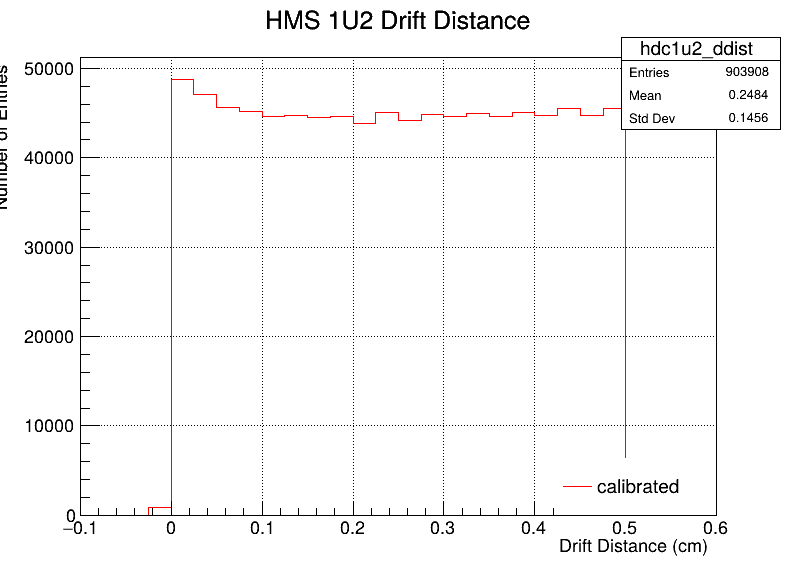 HMS 1U2 Drift Distance
hdc1u2_ddist
Entries 903908
Mean 0.2484
Std Dev 0.1456
Number of Entries
50000
40000
30000
20000
10000
0
calibrated
−0.1 0 0.1 0.2 0.3 0.4 0.5 0.6
Drift Distance (cm)